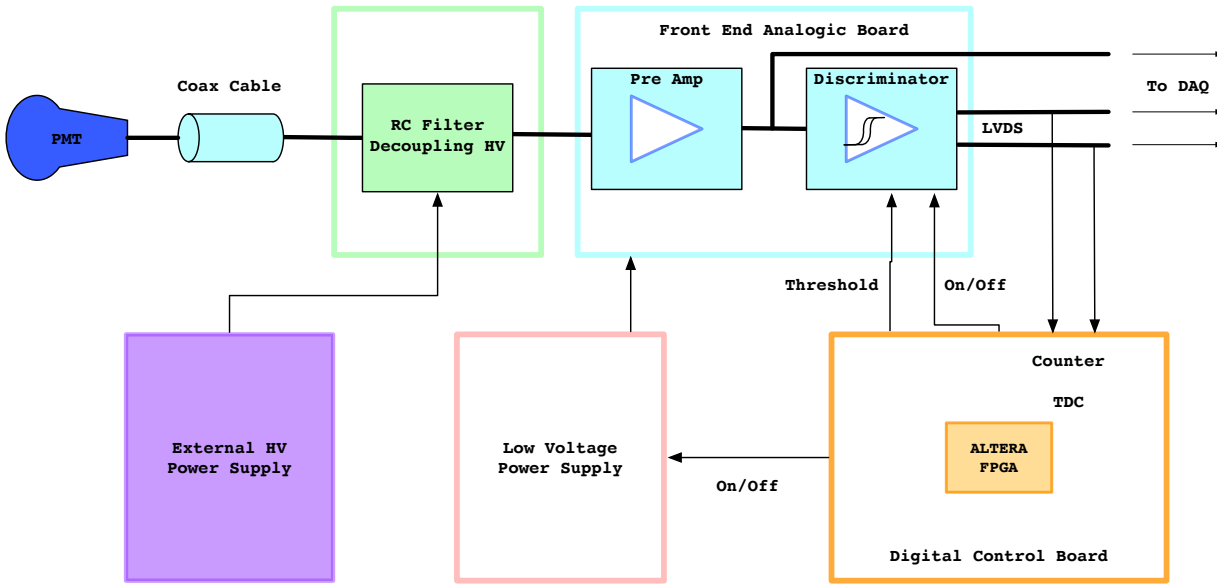 Front End Analogic Board
Coax Cable
Pre Amp
Discriminator
To DAQ
PMT
RC Filter
Decoupling HV
LVDS
Threshold
On/Off
Counter
TDC
External HV
Power Supply
Low Voltage
Power Supply
ALTERA
FPGA
On/Off
Digital Control Board